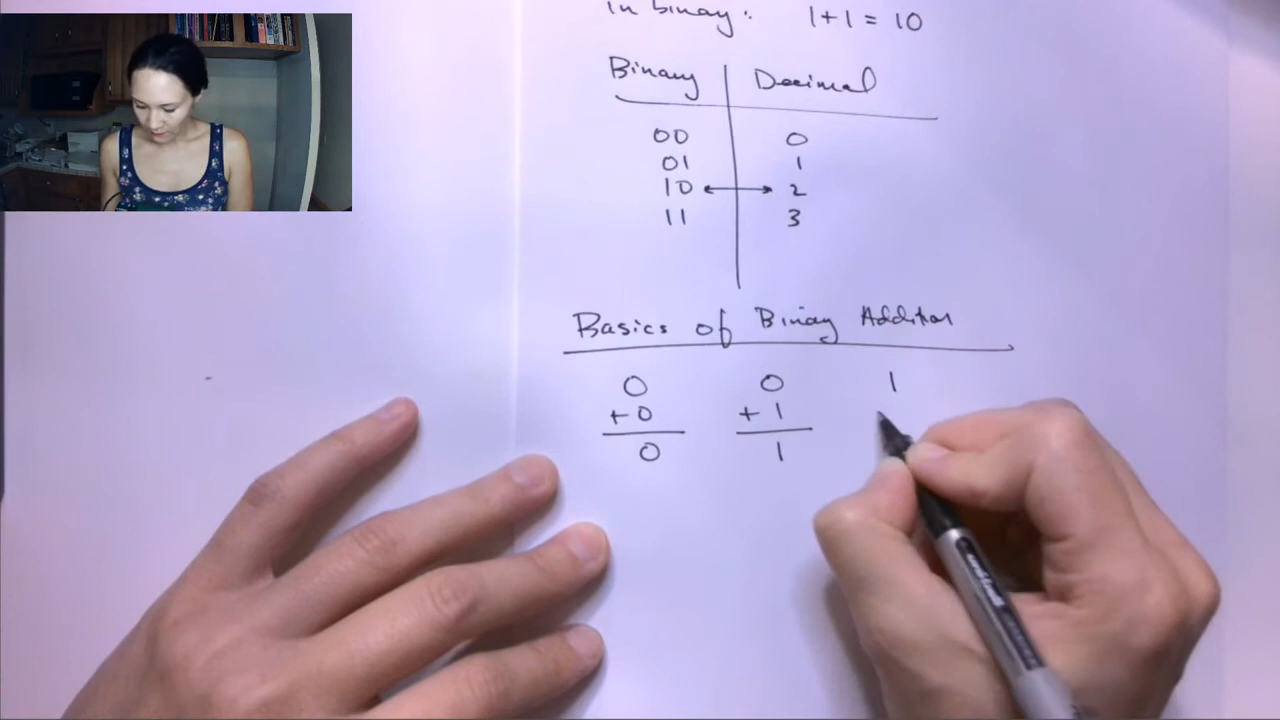 in binary: 1+1 = 10
Binary Decimal
00 0
01 1
10 ↔ 2
11 3
Basics of Binary Addition
0 0 1
+0 + 1
0 1